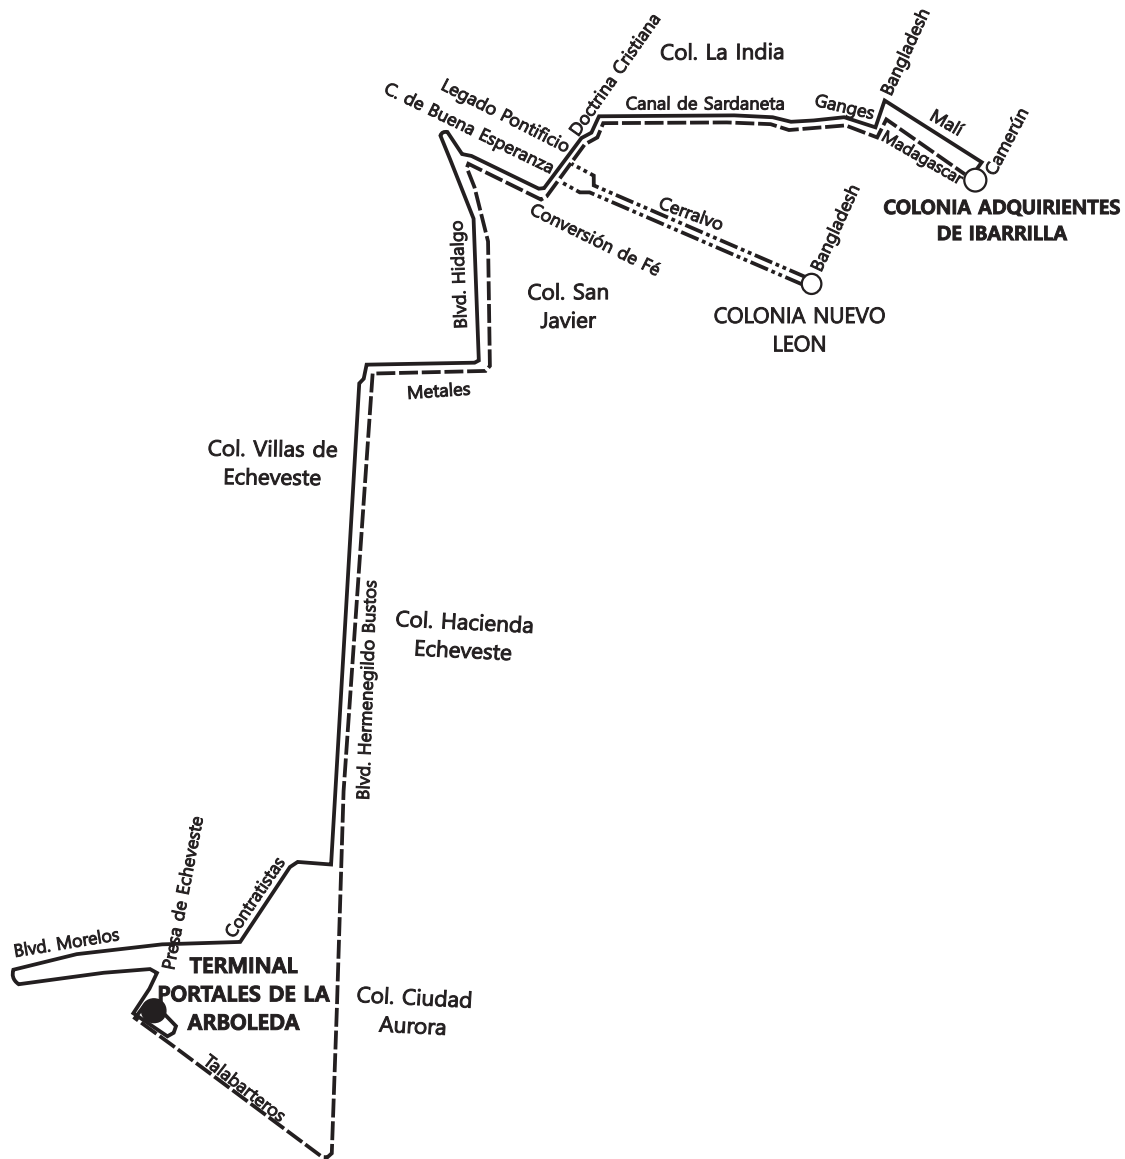 Bangladesh
Doctrina Cristiana
Col. La India
Legado Pontificio
C. de Buena Esperanza
Canal de Sardaneta
Ganges
Malí
Camerún
Madagascar
COLONIA ADQUIRIENTES
DE IBARRILLA
Cerralvo
Bangladesh
Conversión de Fé
Blvd. Hidalgo
Col. San
Javier
COLONIA NUEVO
LEON
Metales
Col. Villas de
Echeveste
Blvd. Hermenegildo Bustos
Col. Hacienda
Echeveste
Presa de Echeveste
Contratistas
Blvd. Morelos
TERMINAL
PORTALES DE LA
ARBOLEDA
Col. Ciudad
Aurora
Talabarteros